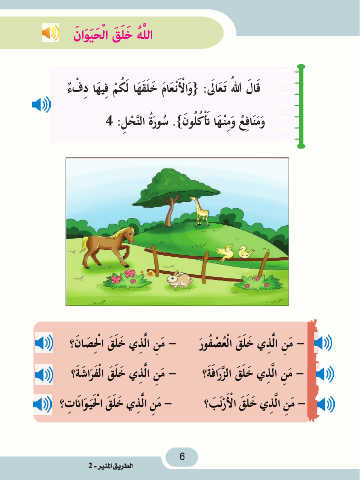 اللَّهُ خَلَقَ الْحَيَوَانَ
قَالَ اللهُ تَعَالَى: {وَالْأَنْعَامَ خَلَقَهَا لَكُمْ فِيهَا دِفْءٌ
وَمَنَافِعُ وَمِنْهَا تَأْكُلُونَ}. سُورَةُ النَّحْلِ: 4
– مَنِ الَّذِي خَلَقَ الْعُصْفُورَ – مَنِ الَّذِي خَلَقَ الْحِصَانَ؟
– مَنِ الَّذِي خَلَقَ الزَّرَافَةَ؟ – مَنِ الَّذِي خَلَقَ الْفَرَاشَةَ؟
– مَنِ الَّذِي خَلَقَ الْأَرْنَبَ؟ – مَنِ الَّذِي خَلَقَ الْحَيَوَانَاتِ؟
6
الطريق المنير - 2